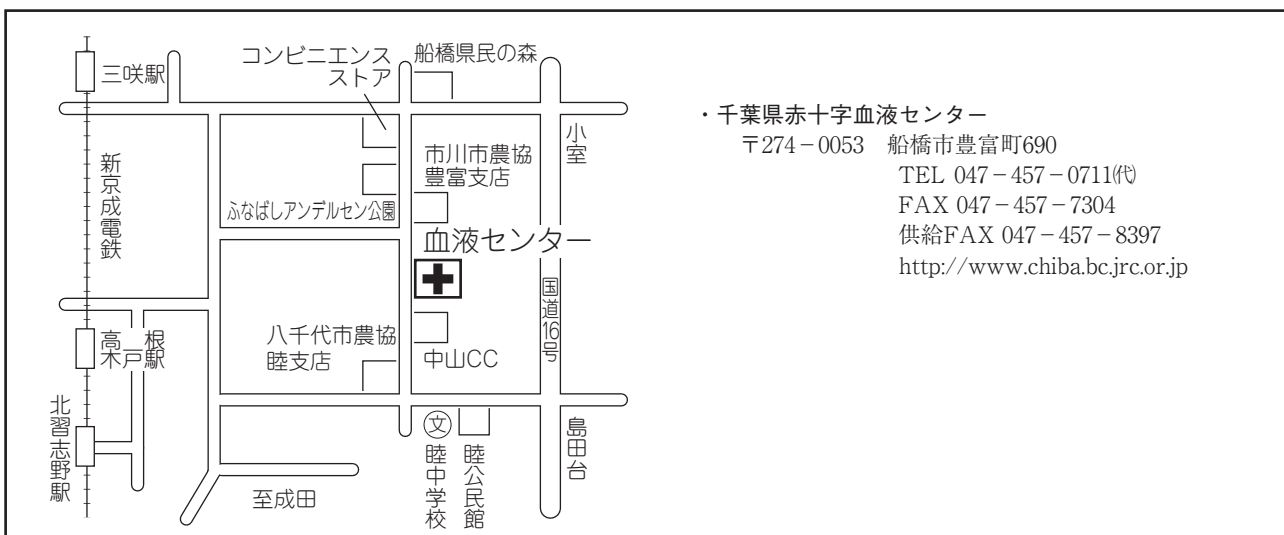 三咲駅
コンビニエンス
ストア
船橋県民の森
小室
新京成電鉄
市川市農協
豊富支店
ふなばしアンデルセン公園
血液センター
国道16号
高根
木戸駅
八千代市農協
睦支店
中山CC
北習志野駅
文
睦中学校
睦公民館
島田台
至成田
・千葉県赤十字血液センター
〒274−0053 船橋市豊富町690
TEL 047−457−0711㈹
FAX 047−457−7304
供給FAX 047−457−8397
http://www.chiba.bc.jrc.or.jp